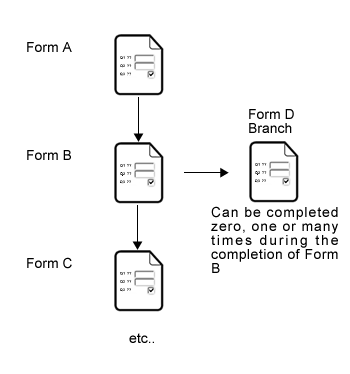 Form A
Q1 ??
Q2 ??
Q3 ??
Form D
Branch
Form B
Q1 ??
Q2 ??
Q3 ??
Q1 ??
Q2 ??
Q3 ??
Can be completed
zero, one or many
times during the
completion of Form
B
Form C
Q1 ??
Q2 ??
Q3 ??
etc..